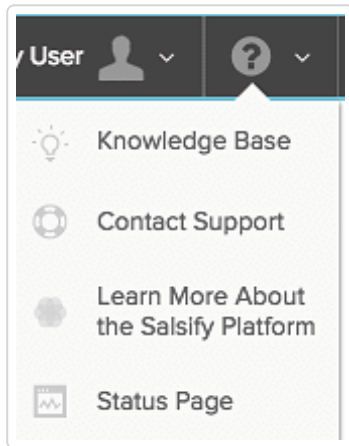 y User
?
Knowledge Base
Contact Support
Learn More About
the Salsify Platform
Status Page